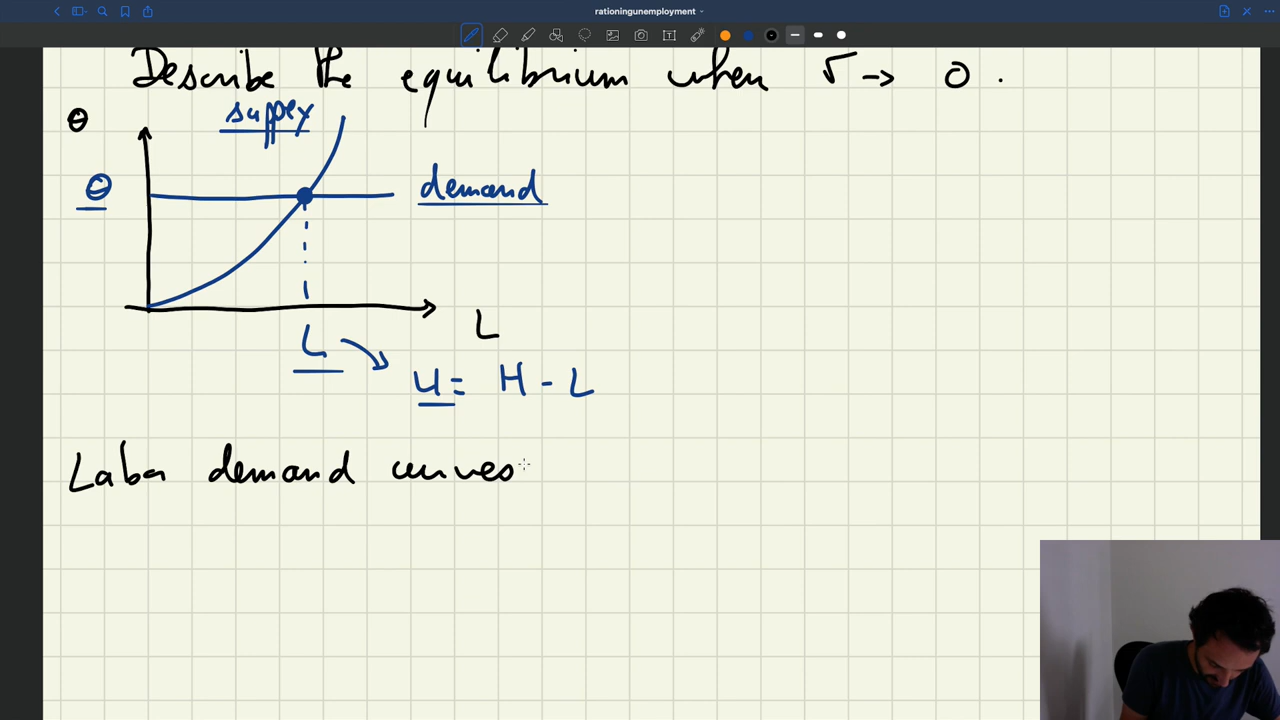 rationingunemployment
Describe the equilibrium when r → 0 .
θ
supply
θ
demand
L
L
u = H - L
Labor demand curves